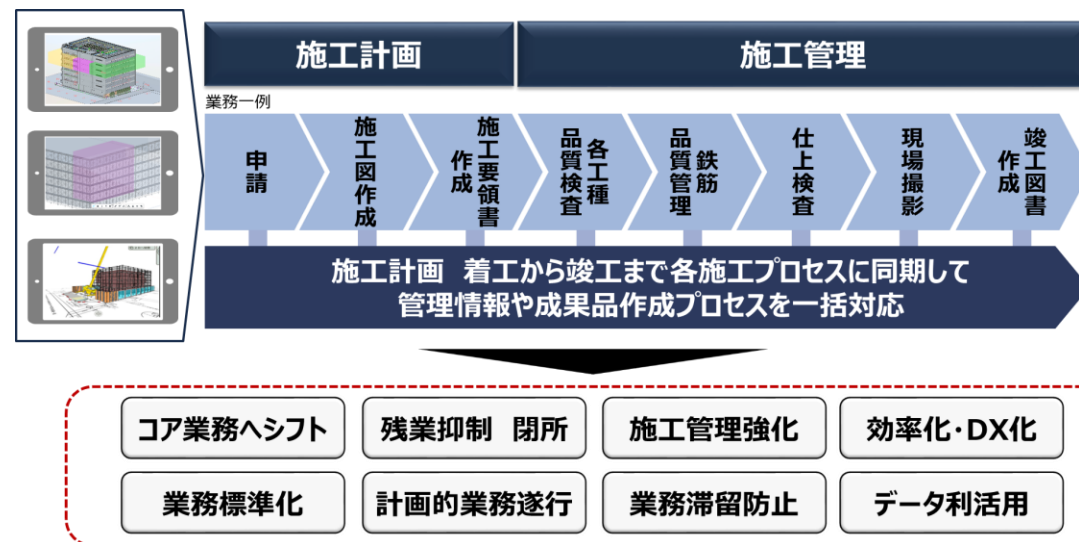 施工計画
施工管理
業務一例
申請
施工図作成
施工要領書
作成
各工種
品質検査
鉄筋
品質管理
仕上検査
現場撮影
竣工図書
作成
施工計画 着工から竣工まで各施工プロセスに同期して
管理情報や成果品作成プロセスを一括対応
コア業務へシフト
残業抑制 閉所
施工管理強化
効率化・DX化
業務標準化
計画的業務遂行
業務滞留防止
データ利活用